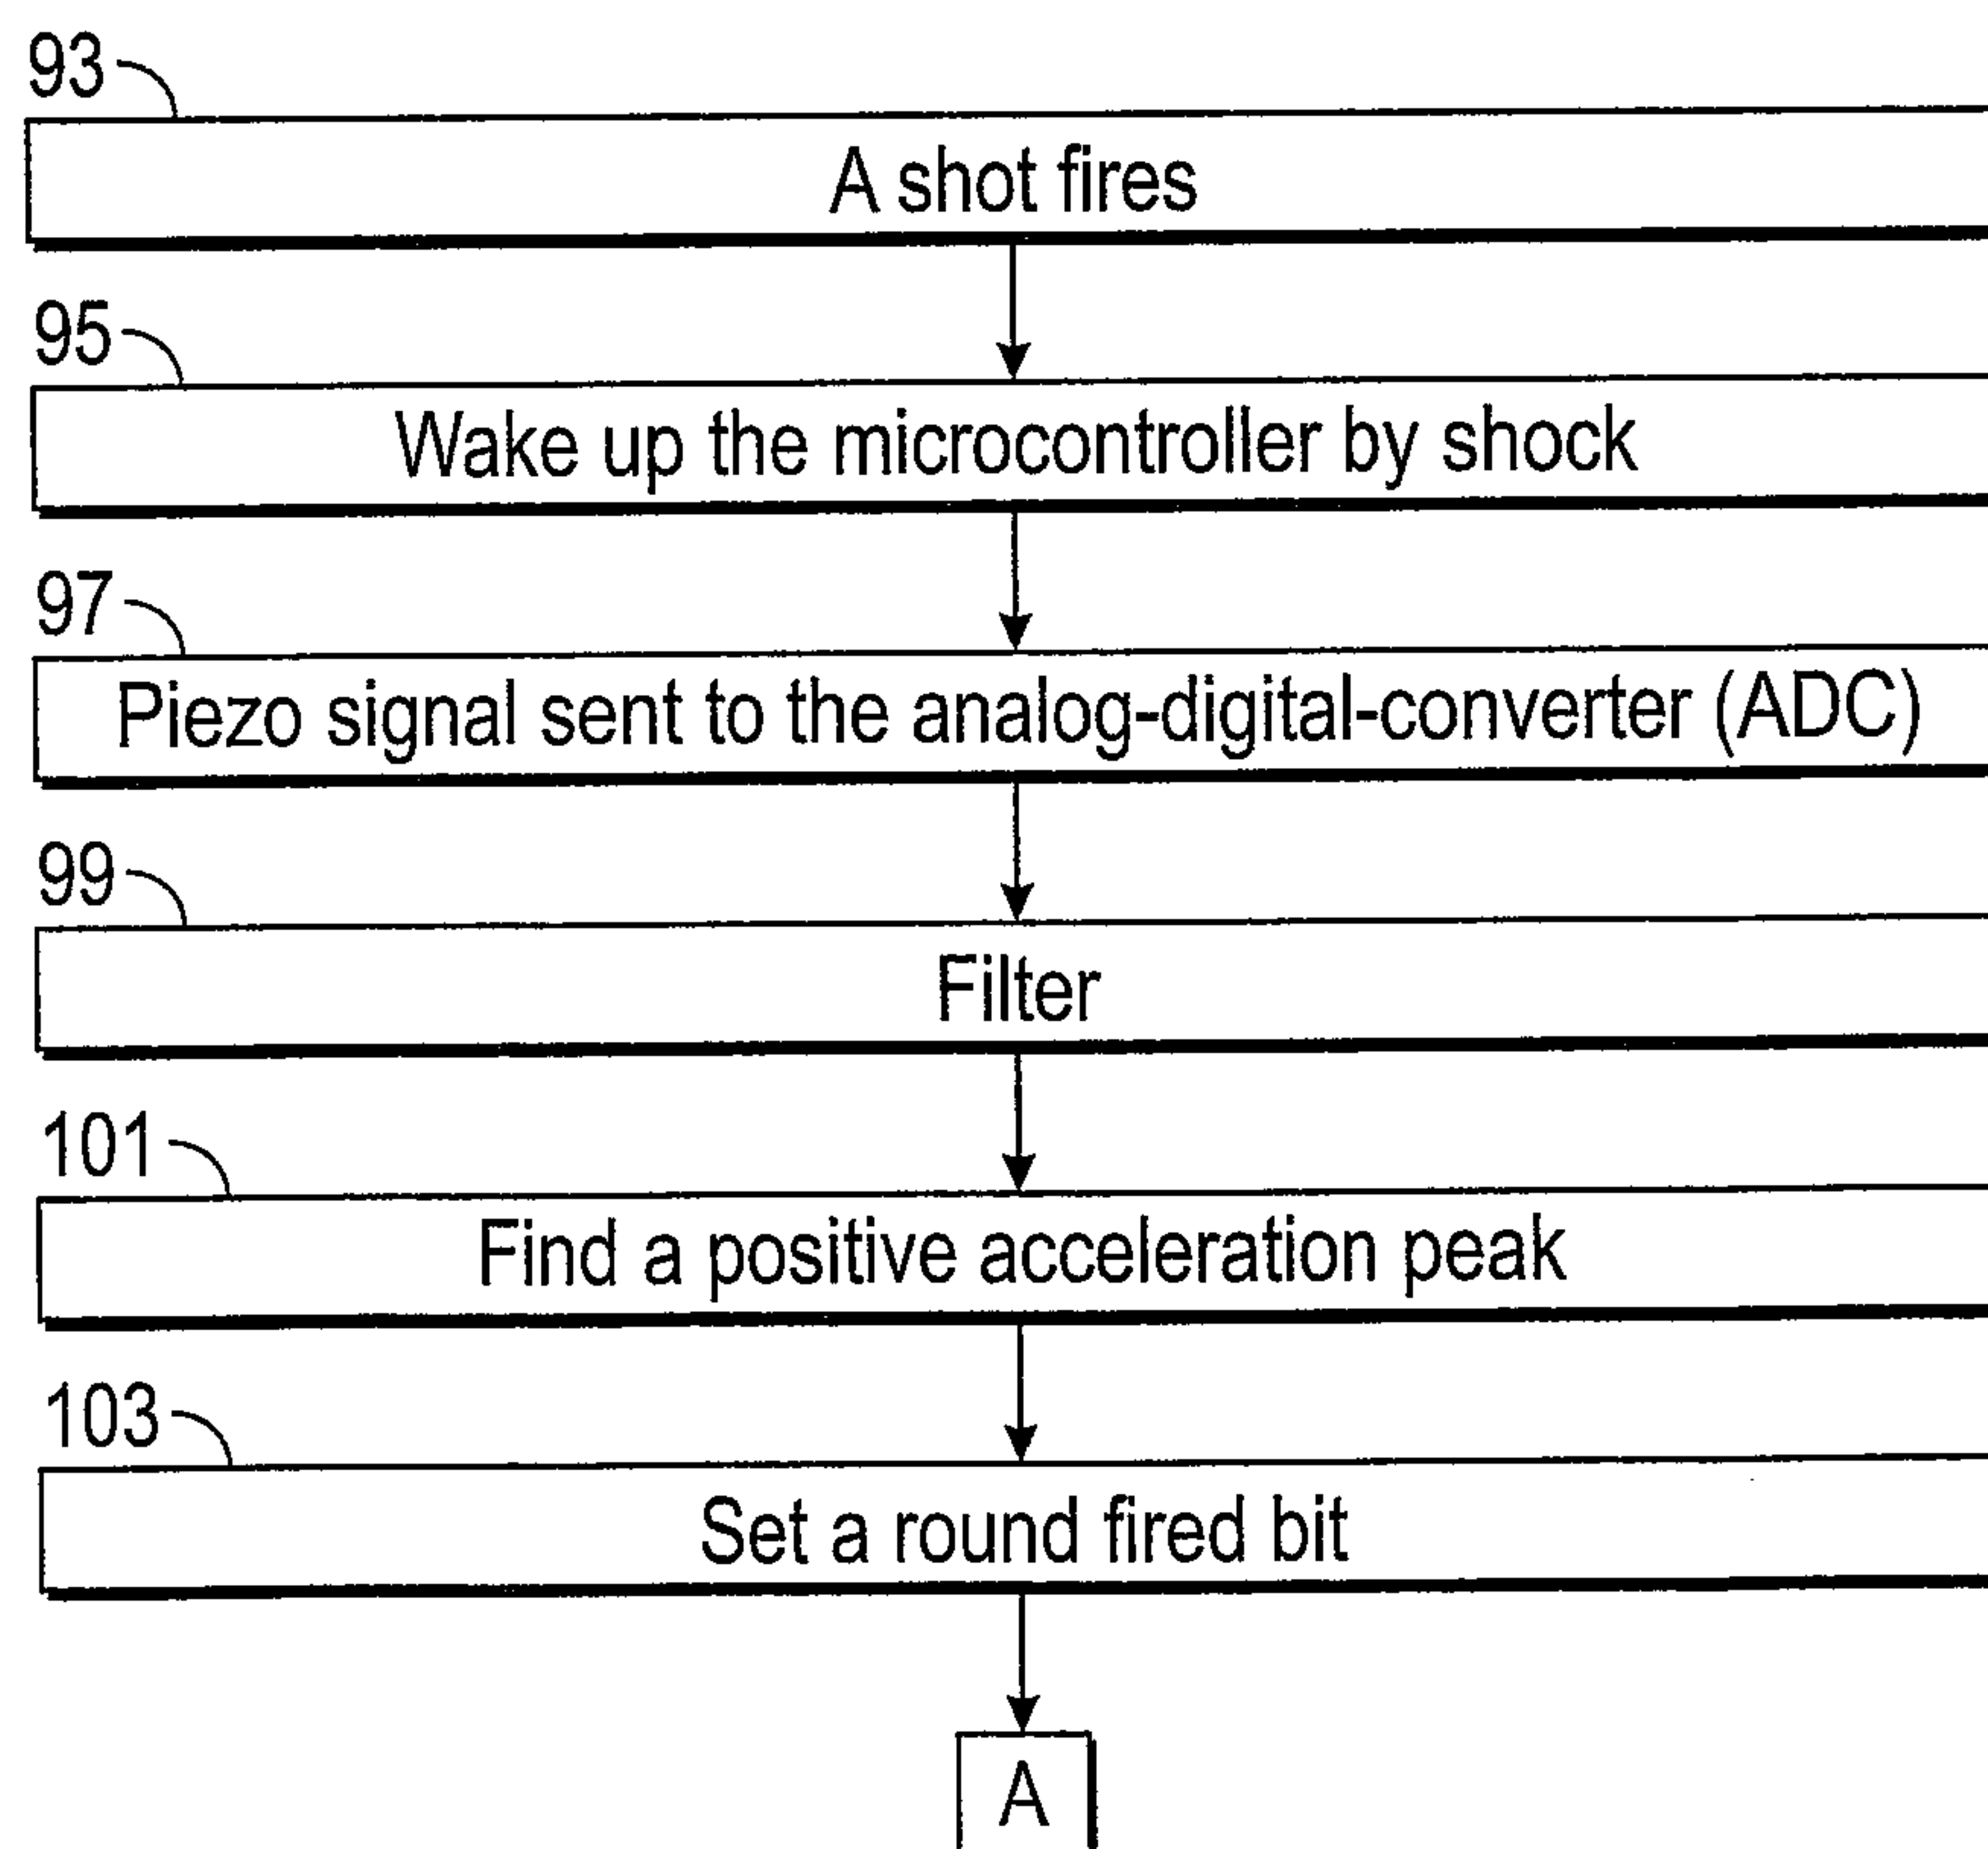 93
A shot fires
95
Wake up the microcontroller by shock
97
Piezo signal sent to the analog-digital-converter (ADC)
99
Filter
101
Find a positive acceleration peak
103
Set a round fired bit
A